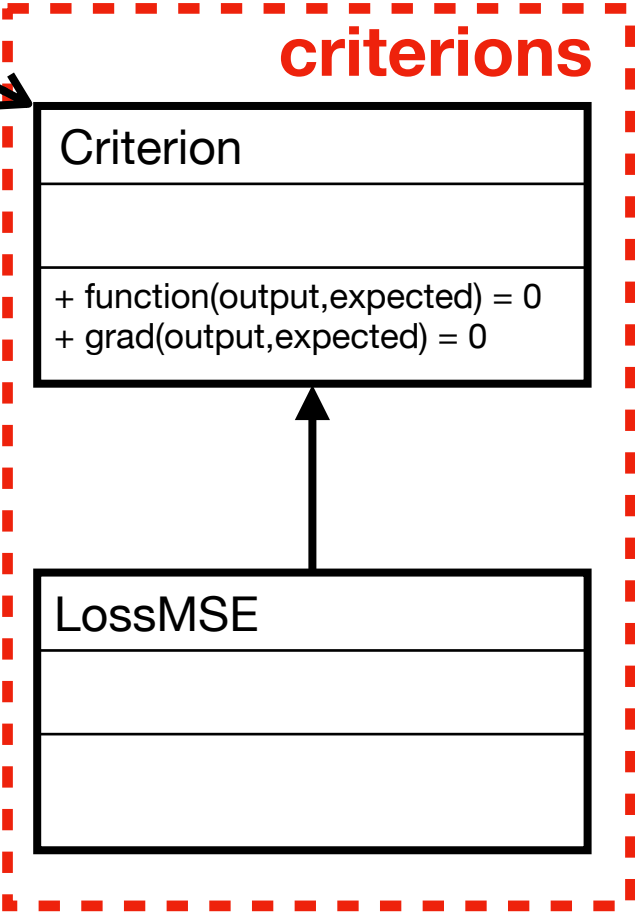 criterions
Criterion
+ function(output,expected) = 0
+ grad(output,expected) = 0
LossMSE